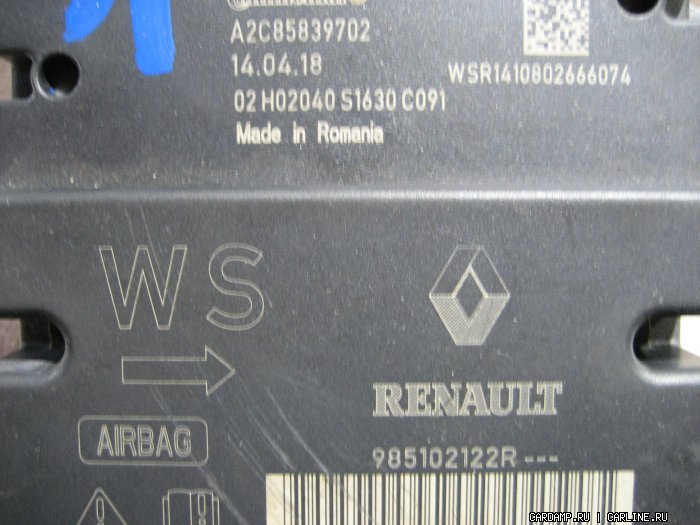 A2C85839702
14.04.18
WSR1410802666074
02 H02040 S1630 C091
Made in Romania
WS
RENAULT
AIRBAG
985102122R---
CARDAMP.RU | CARLINE.RU